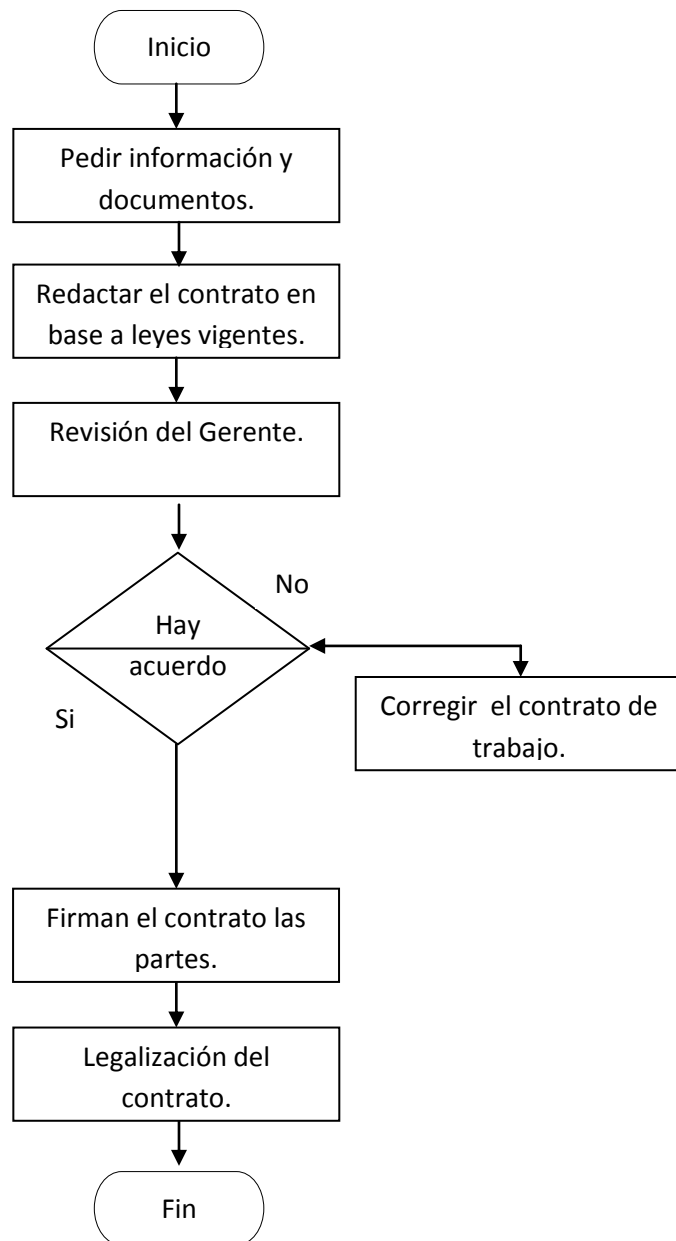 Inicio
Pedir información y
documentos.
Redactar el contrato en
base a leyes vigentes.
Revisión del Gerente.
No
Hay
acuerdo
Si
Corregir el contrato de
trabajo.
Firman el contrato las
partes.
Legalización del
contrato.
Fin